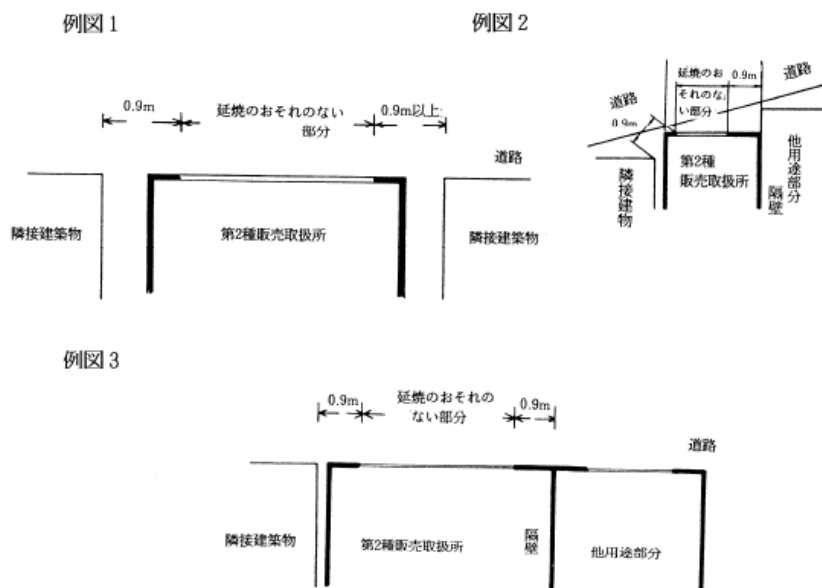 例図1
0.9m
延焼のおそれのない
部分
0.9m以上
道路
隣接建築物
第2種販売取扱所
隣接建築物
例図2
延焼のお
それのな
い部分
0.9m
道路
道路
0.9m
隣接建物
第2種
販売取扱所
隔壁
他用途部分
例図3
0.9m
延焼のおそれの
ない部分
0.9m
道路
隣接建築物
第2種販売取扱所
隔壁
他用途部分